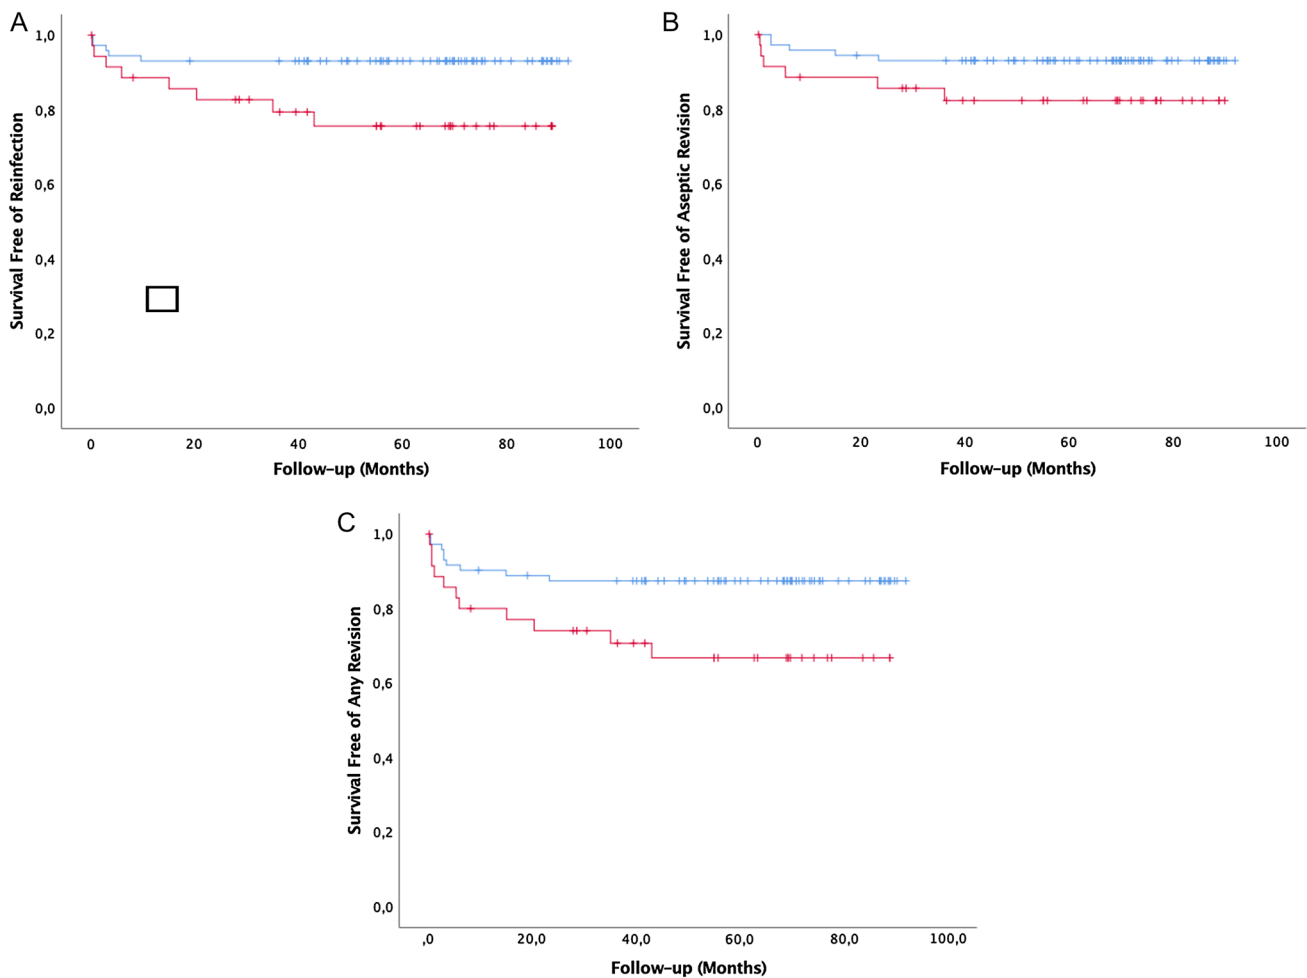 A
1,0
0,8
0,6
0,4
0,2
0,0
Survival Free of Reinfection
0 20 40 60 80 100
Follow-up (Months)
B
1,0
0,8
0,6
0,4
0,2
0,0
Survival Free of Aseptic Revision
0 20 40 60 80 100
Follow-up (Months)
C
1,0
0,8
0,6
0,4
0,2
0,0
Survival Free of Any Revision
,0 20,0 40,0 60,0 80,0 100,0
Follow-up (Months)